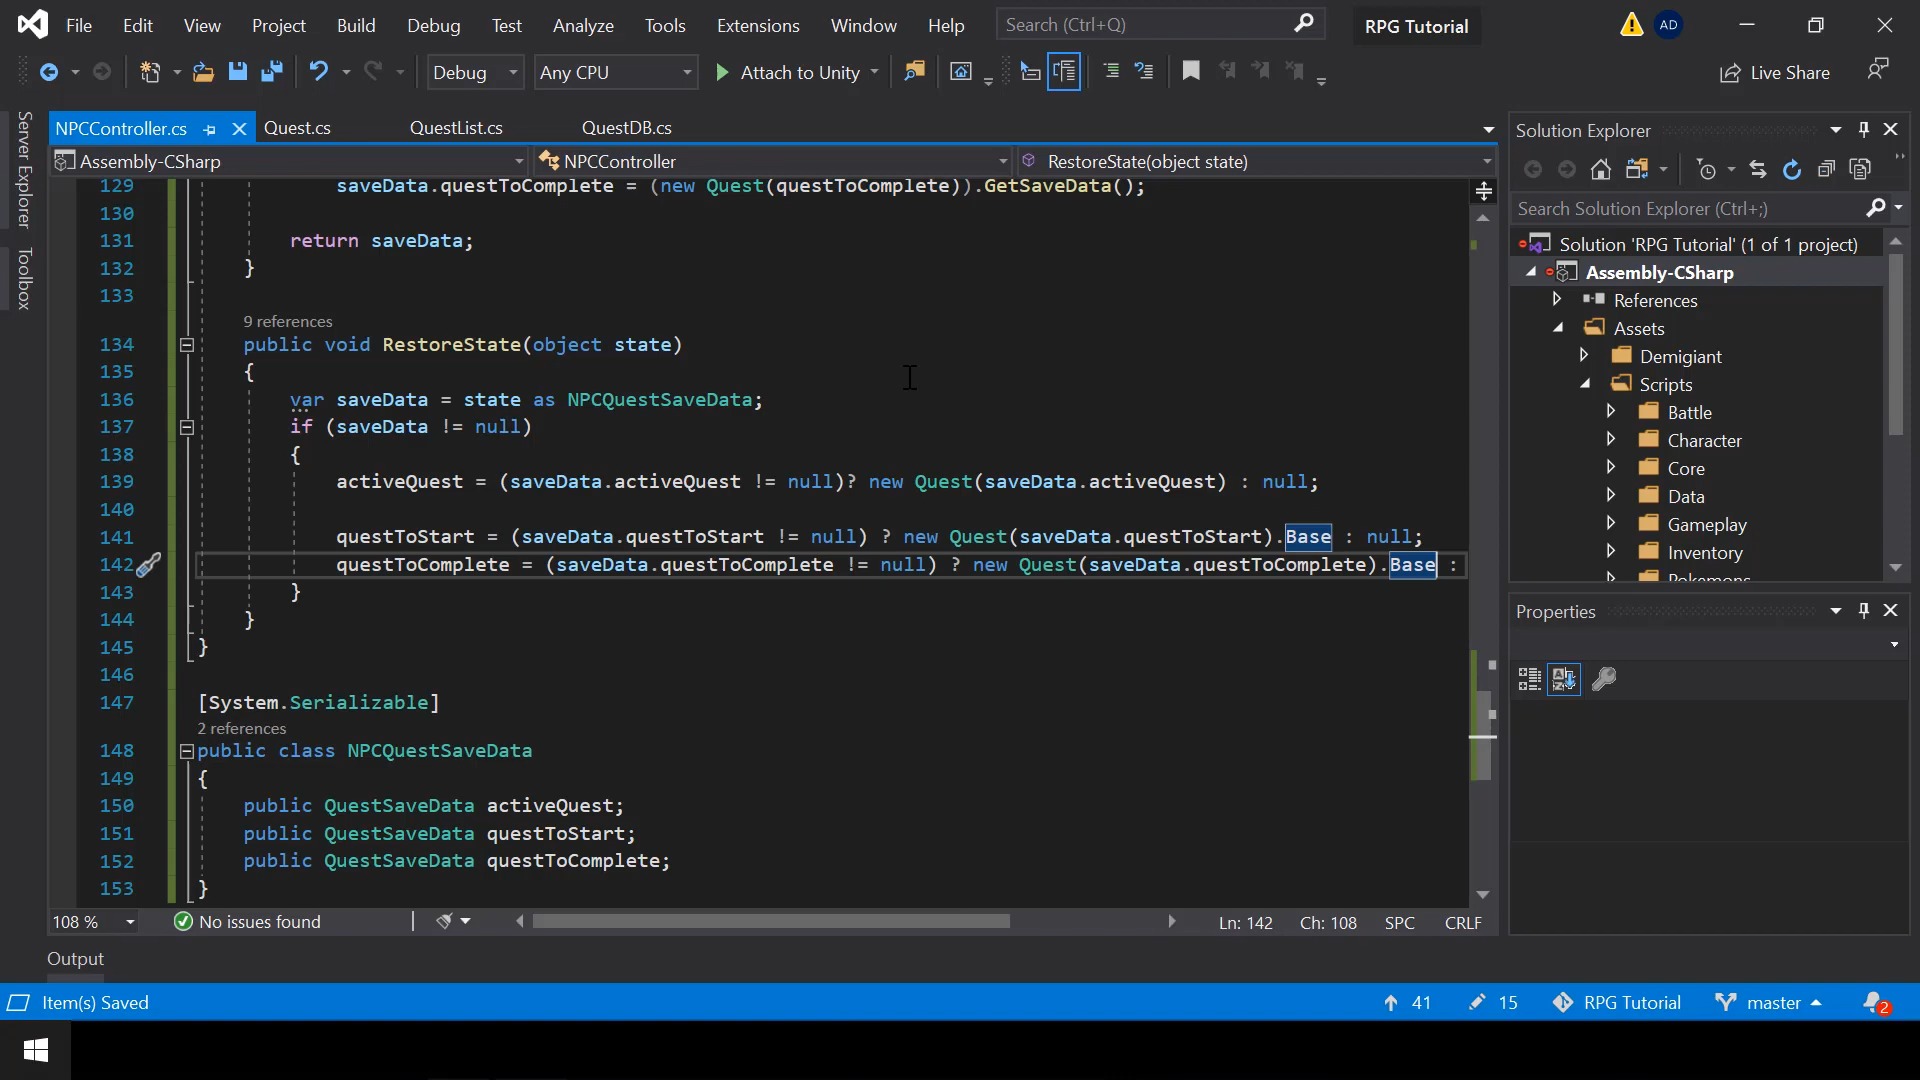 File Edit View Project Build Debug Test Analyze Tools Extensions Window Help Search (Ctrl+Q) RPG Tutorial AD
Debug Any CPU Attach to Unity Live Share
Server Explorer
Toolbox
NPCController.cs Quest.cs QuestList.cs QuestDB.cs
Assembly-CSharp NPCController RestoreState(object state)
129 saveData.questToComplete = (new Quest(questToComplete)).GetSaveData();
130
131 return saveData;
132 }
133
9 references
134 public void RestoreState(object state)
135 {
136 var saveData = state as NPCQuestSaveData;
137 if (saveData != null)
138 {
139 activeQuest = (saveData.activeQuest != null)? new Quest(saveData.activeQuest) : null;
140
141 questToStart = (saveData.questToStart != null) ? new Quest(saveData.questToStart).Base : null;
142 questToComplete = (saveData.questToComplete != null) ? new Quest(saveData.questToComplete).Base :
143 }
144 }
145 }
146
147 [System.Serializable]
2 references
148 public class NPCQuestSaveData
149 {
150 public QuestSaveData activeQuest;
151 public QuestSaveData questToStart;
152 public QuestSaveData questToComplete;
153 }
108 % No issues found Ln: 142 Ch: 108 SPC CRLF
Output
Item(s) Saved 41 15 RPG Tutorial master 2
Solution Explorer
Search Solution Explorer (Ctrl+;)
Solution 'RPG Tutorial' (1 of 1 project)
Assembly-CSharp
References
Assets
Demigiant
Scripts
Battle
Character
Core
Data
Gameplay
Inventory
Pokemons
Properties